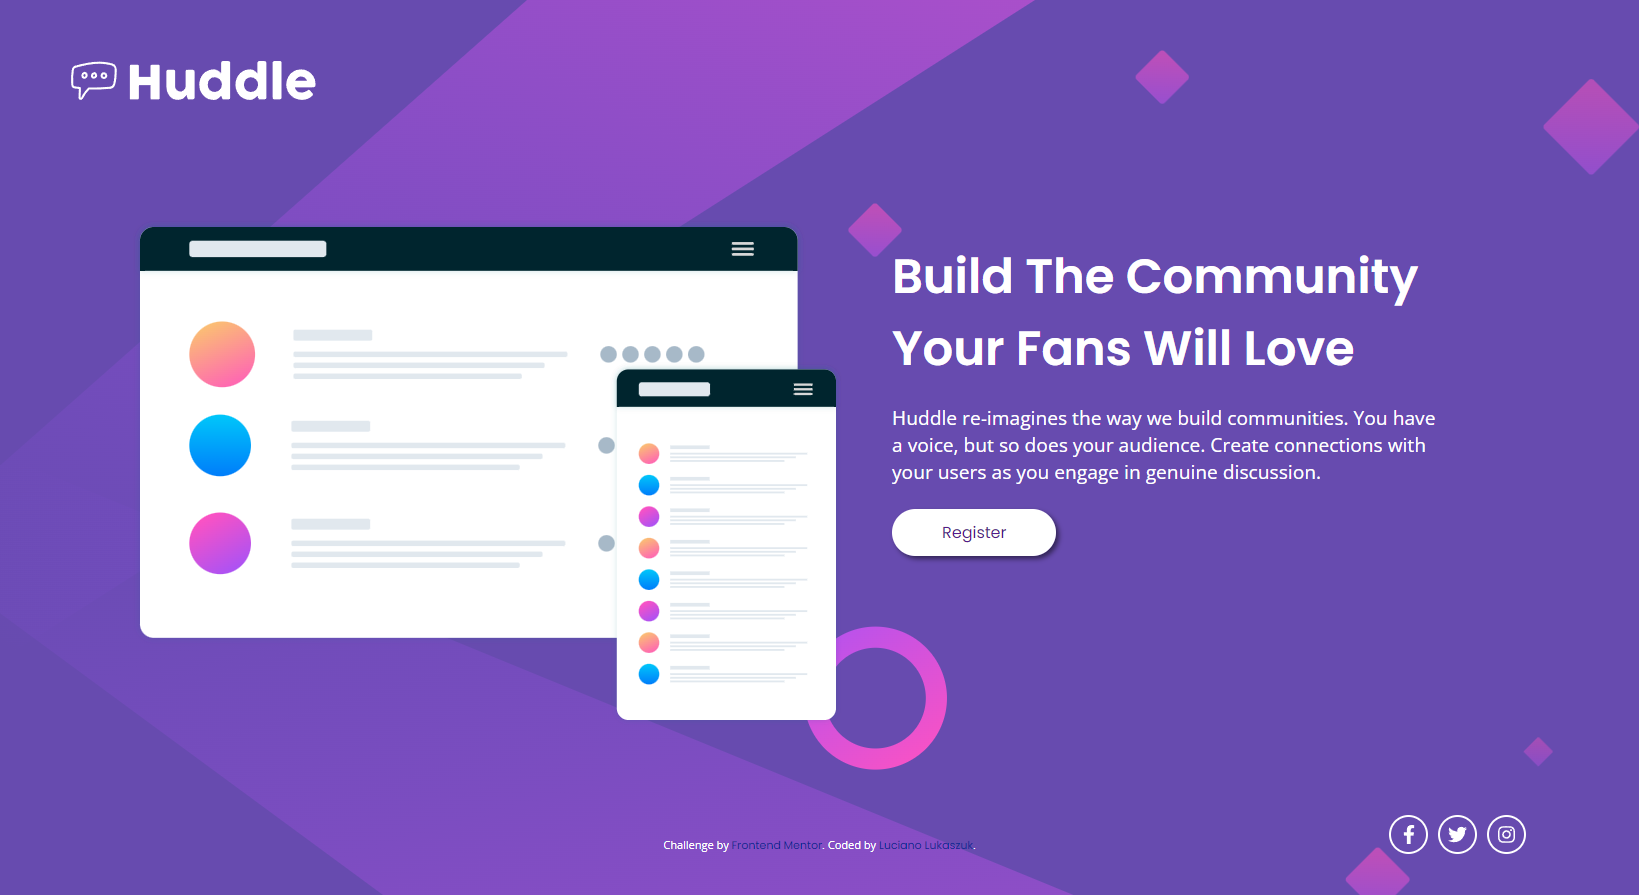 Huddle
Build The Community
Your Fans Will Love
Huddle re-imagines the way we build communities. You have
a voice, but so does your audience. Create connections with
your users as you engage in genuine discussion.
Register
Challenge by Frontend Mentor. Coded by Luciano Lukaszuk.